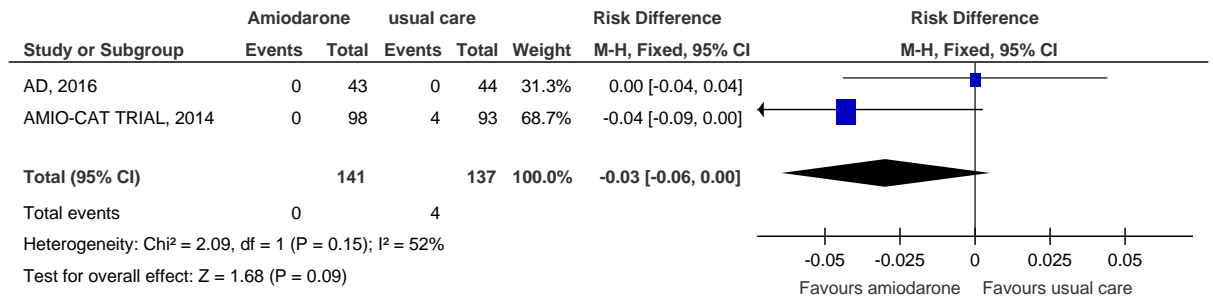 Amiodarone usual care Risk Difference Risk Difference
Study or Subgroup Events Total Events Total Weight M-H, Fixed, 95% CI M-H, Fixed, 95% CI
AD, 2016 0 43 0 44 31.3% 0.00 [-0.04, 0.04]
AMIO-CAT TRIAL, 2014 0 98 4 93 68.7% -0.04 [-0.09, 0.00]
Total (95% CI) 141 137 100.0% -0.03 [-0.06, 0.00]
Total events 0 4
Heterogeneity: Chi² = 2.09, df = 1 (P = 0.15); I² = 52%
Test for overall effect: Z = 1.68 (P = 0.09)
-0.05 -0.025 0 0.025 0.05
Favours amiodarone Favours usual care